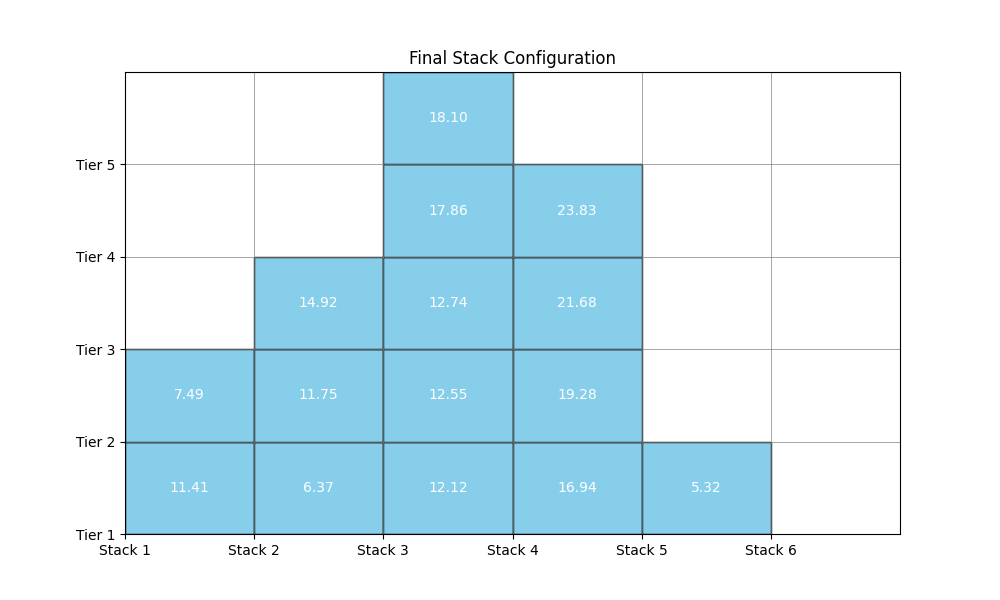 Final Stack Configuration
18.10
Tier 5
17.86 23.83
Tier 4
14.92 12.74 21.68
Tier 3
7.49 11.75 12.55 19.28
Tier 2
11.41 6.37 12.12 16.94 5.32
Tier 1
Stack 1 Stack 2 Stack 3 Stack 4 Stack 5 Stack 6